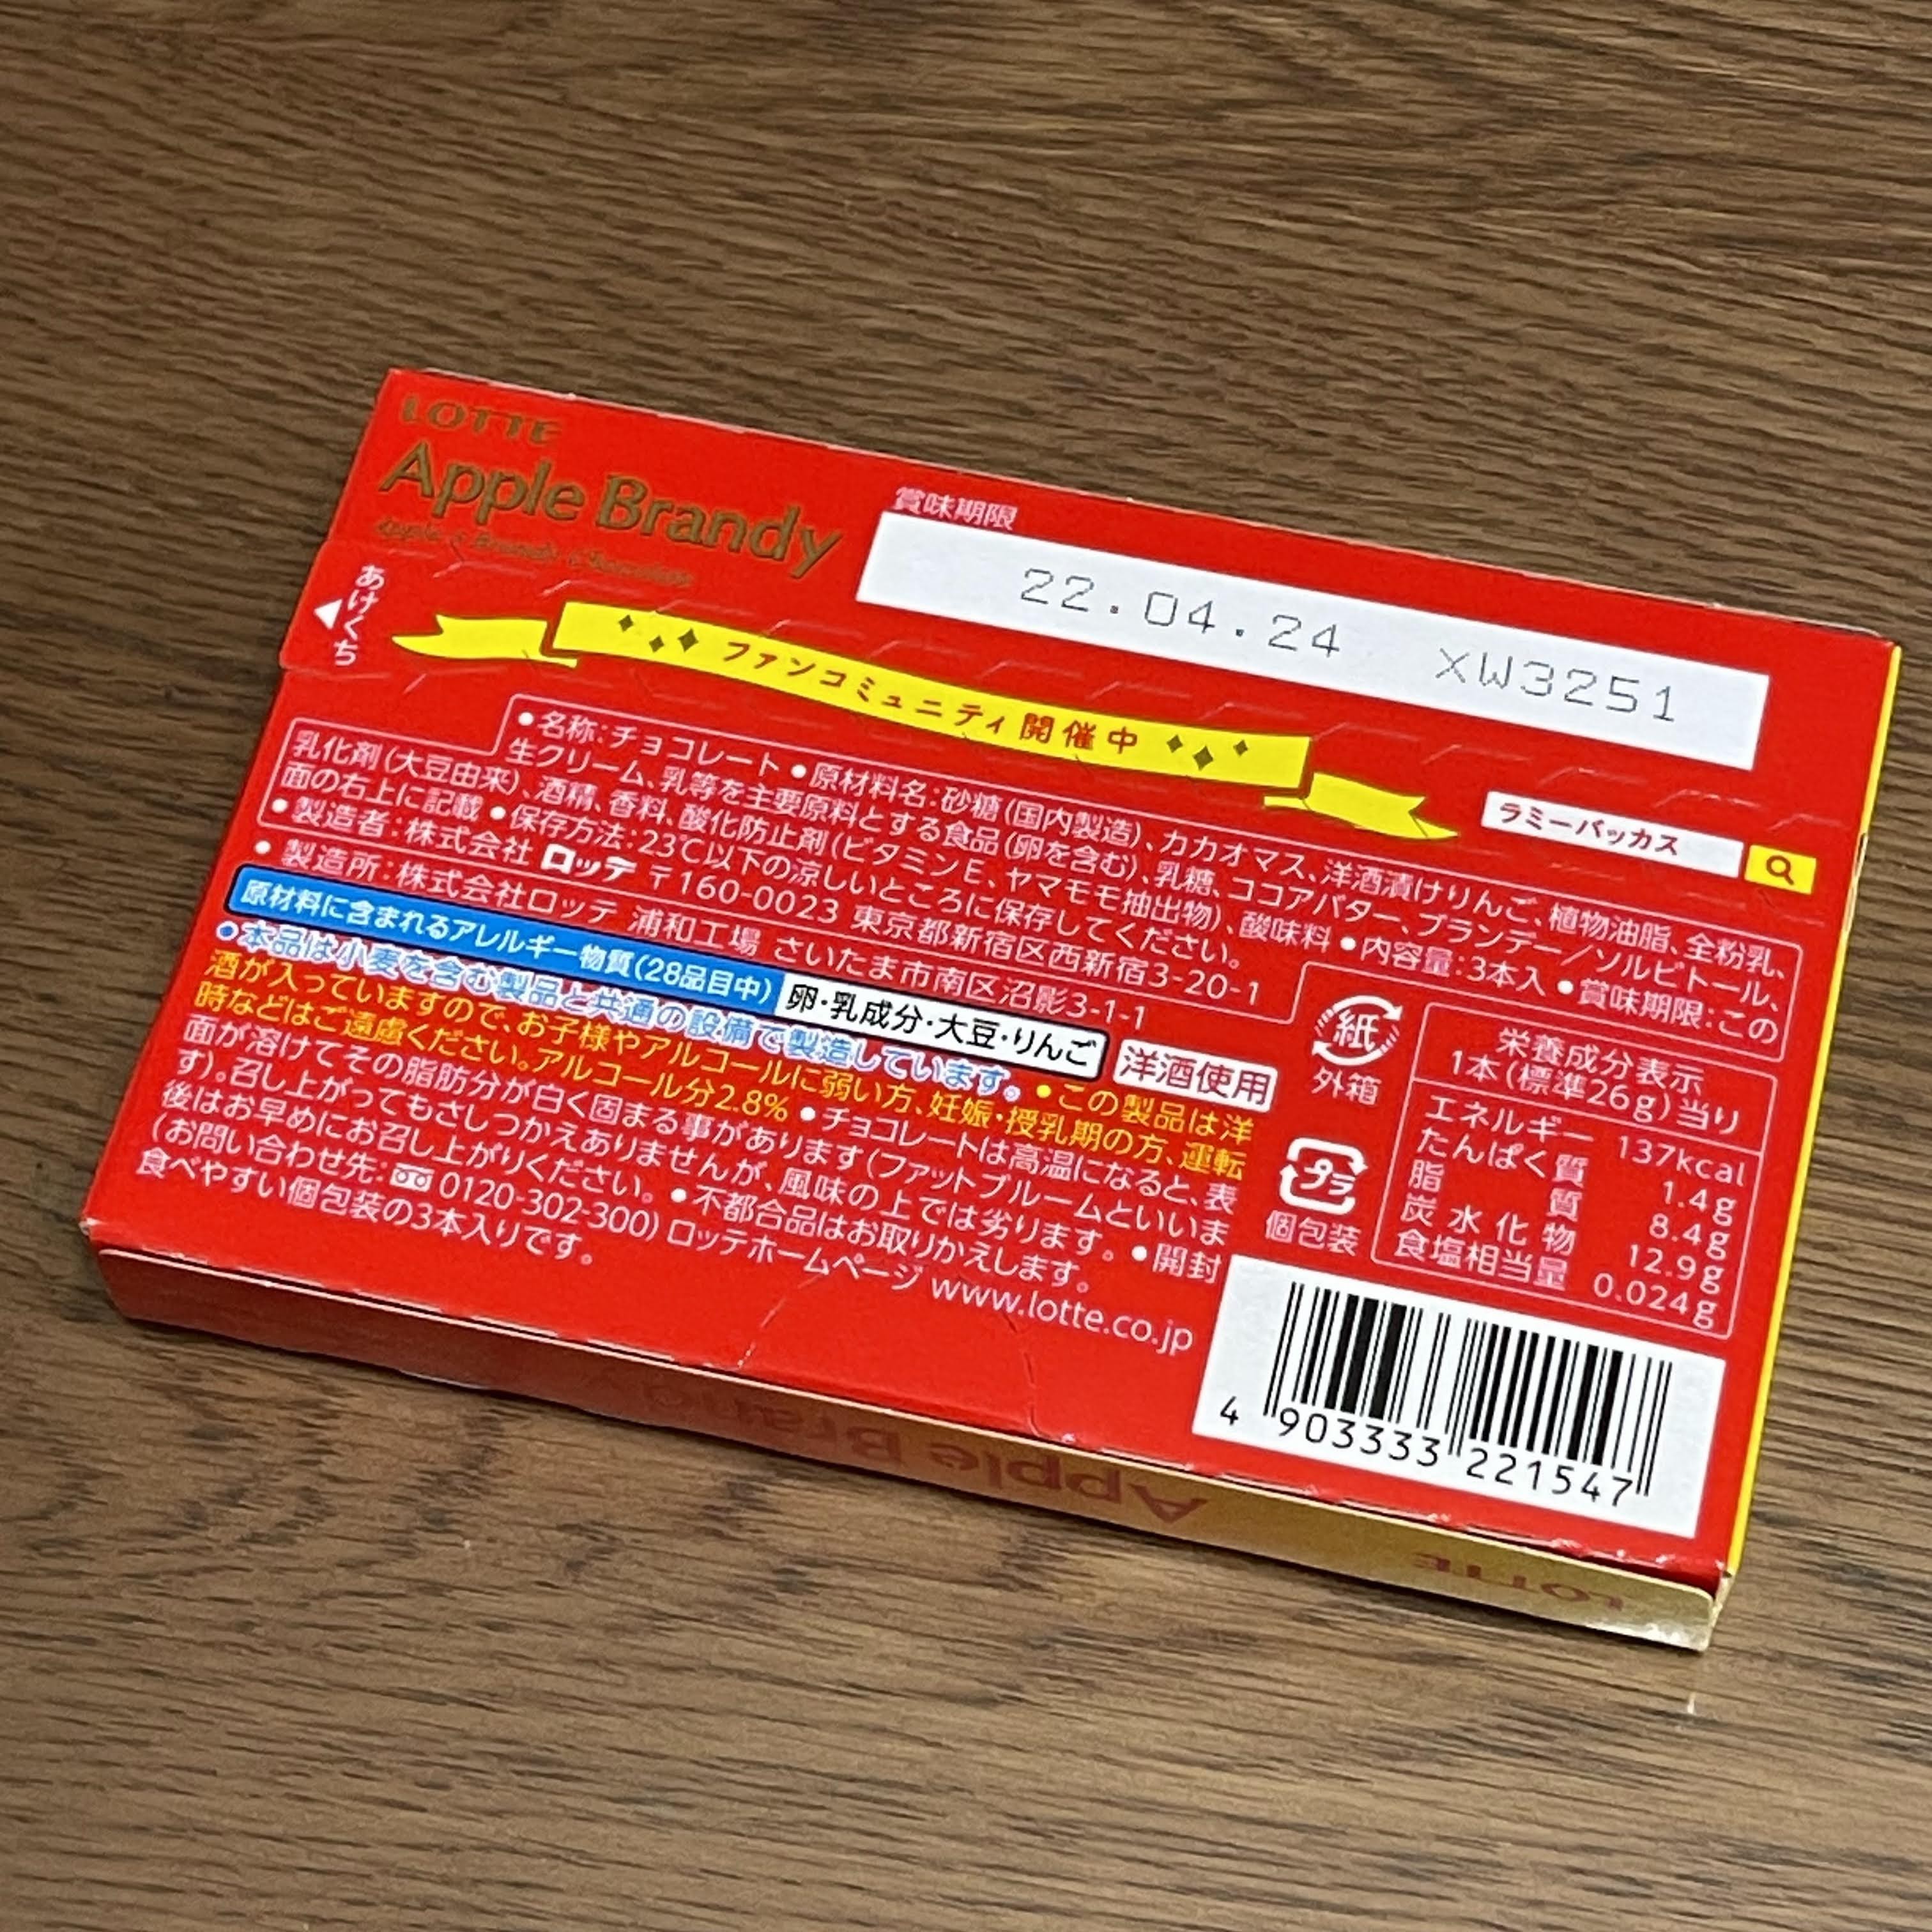 LOTTE
Apple Brandy
Apple & Brandy Chocolate
賞味期限
22.04.24 XW3251
あけくち
ファンコミュニティ開催中
ラミーバッカス
●名称:チョコレート ●原材料名:砂糖(国内製造)、カカオマス、洋酒漬けりんご、植物油脂、全粉乳、
生クリーム、乳等を主要原料とする食品(卵を含む)、乳糖、ココアバター、ブランデー/ソルビトール、
乳化剤(大豆由来)、酒精、香料、酸化防止剤(ビタミンE、ヤマモモ抽出物)、酸味料 ●内容量:3本入 ●賞味期限:この
面の右上に記載 ●保存方法:23℃以下の涼しいところに保存してください。
●製造者:株式会社 ロッテ 〒160-0023 東京都新宿区西新宿3-20-1
● 製造所:株式会社ロッテ 浦和工場 さいたま市南区沼影3-1-1
原材料に含まれるアレルギー物質(28品目中) 卵・乳成分・大豆・りんご
洋酒使用
●本品は小麦を含む製品と共通の設備で製造しています。 ●この製品は洋
酒が入っていますので、お子様やアルコールに弱い方、妊娠・授乳期の方、運転
時などはご遠慮ください。アルコール分2.8% ●チョコレートは高温になると、表
面が溶けてその脂肪分が白く固まる事があります(ファットブルームといいま
す)。召し上がってもさしつかえありませんが、風味の上では劣ります。 ●開封
後はお早めにお召し上がりください。 ●不都合品はお取りかえします。
(お問い合わせ先: 0120-302-300) ロッテホームページ www.lotte.co.jp
食べやすい個包装の3本入りです。
紙
外箱
プラ
個包装
栄養成分表示
1本(標準26g)当り
エネルギー 137kcal
たんぱく質 1.4g
脂質 8.4g
炭水化物 12.9g
食塩相当量 0.024g
4 903333 221547
Apple Brandy
LOTTE